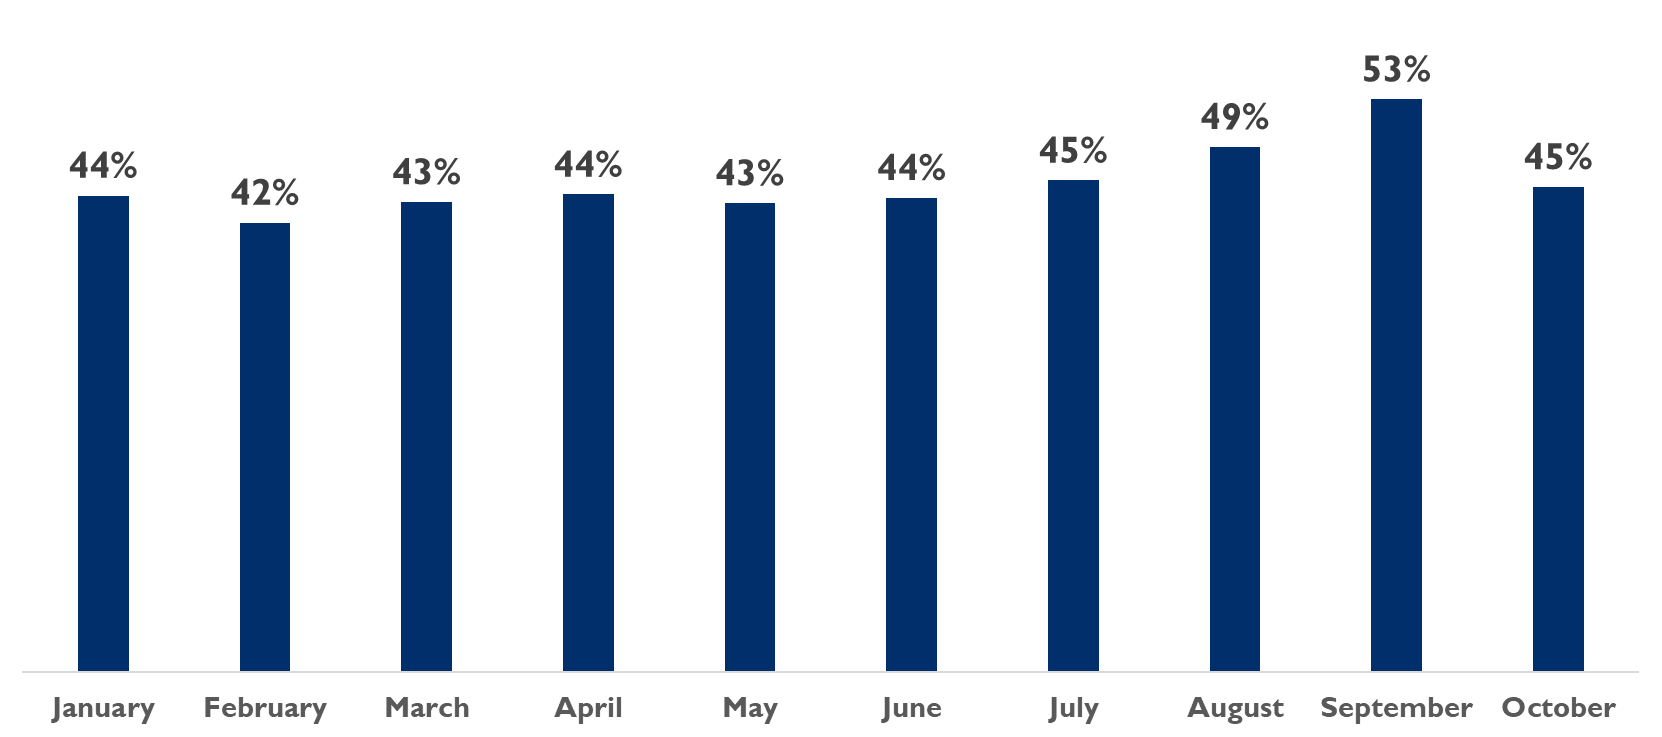 44%
42%
43%
44%
43%
44%
45%
49%
53%
45%
January
February
March
April
May
June
July
August
September
October